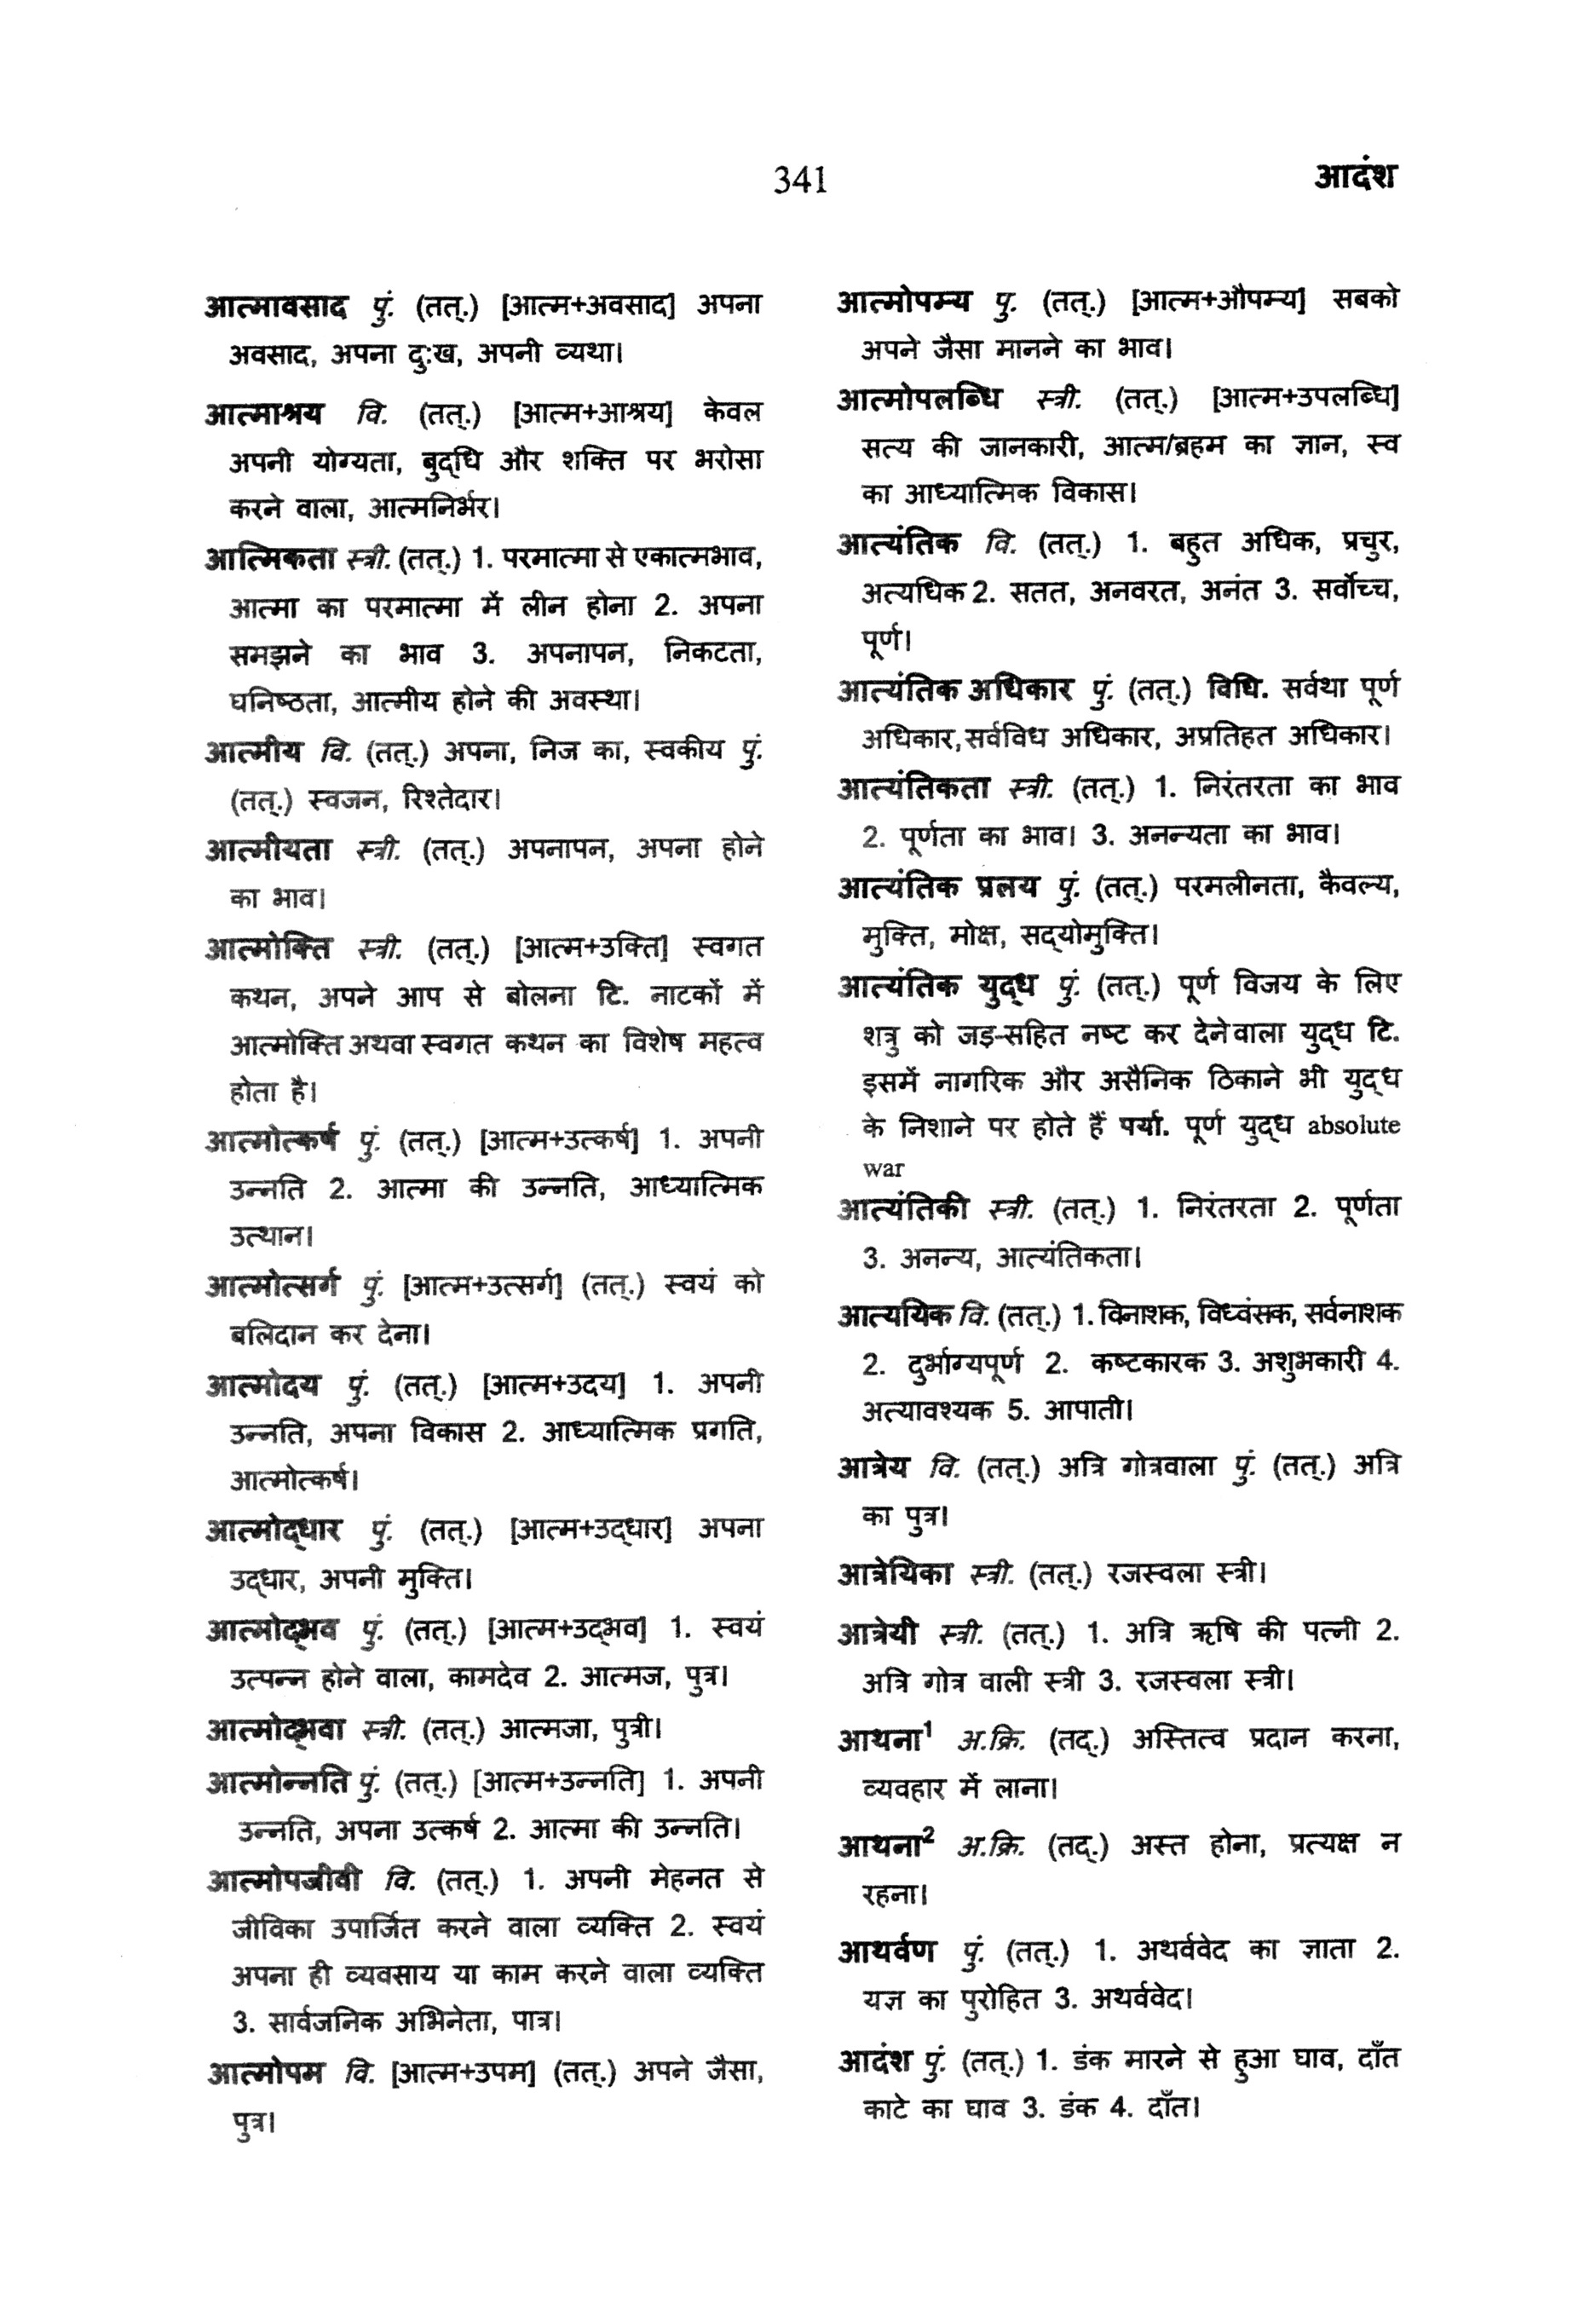 341
आदंश
आत्मावसाद पुं. (तत्.) [आत्म+अवसाद] अपना
अवसाद, अपना दु:ख, अपनी व्यथा।
आत्माश्रय वि. (तत्.) [आत्म+आश्रय] केवल
अपनी योग्यता, बुद्‌धि और शक्ति पर भरोसा
करने वाला, आत्मनिर्भर।
आत्मिकता स्त्री. (तत्.) 1. परमात्मा से एकात्मभाव,
आत्मा का परमात्मा में लीन होना 2. अपना
समझने का भाव 3. अपनापन, निकटता,
घनिष्ठता, आत्मीय होने की अवस्था।
आत्मीय वि. (तत्.) अपना, निज का, स्वकीय पुं.
(तत्.) स्वजन, रिश्तेदार।
आत्मीयता स्त्री. (तत्.) अपनापन, अपना होने
का भाव।
आत्मोक्ति स्त्री. (तत्.) [आत्म+उक्ति] स्वगत
कथन, अपने आप से बोलना टि. नाटकों में
आत्मोक्ति अथवा स्वगत कथन का विशेष महत्व
होता है।
आत्मोत्कर्ष पुं. (तत्.) [आत्म+उत्कर्ष] 1. अपनी
उन्नति 2. आत्मा की उन्नति, आध्यात्मिक
उत्थान।
आत्मोत्सर्ग पुं. [आत्म+उत्सर्ग] (तत्.) स्वयं को
बलिदान कर देना।
आत्मोदय पुं. (तत्.) [आत्म+उदय] 1. अपनी
उन्नति, अपना विकास 2. आध्यात्मिक प्रगति,
आत्मोत्कर्ष।
आत्मोद्‌धार पुं. (तत्.) [आत्म+उद्‌धार] अपना
उद्‌धार, अपनी मुक्ति।
आत्मोद्‌भव पुं. (तत्.) [आत्म+उद्‌भव] 1. स्वयं
उत्पन्न होने वाला, कामदेव 2. आत्मज, पुत्र।
आत्मोद्‌भवा स्त्री. (तत्.) आत्मजा, पुत्री।
आत्मोन्नति पुं. (तत्.) [आत्म+उन्नति] 1. अपनी
उन्नति, अपना उत्कर्ष 2. आत्मा की उन्नति।
आत्मोपजीवी वि. (तत्.) 1. अपनी मेहनत से
जीविका उपार्जित करने वाला व्यक्ति 2. स्वयं
अपना ही व्यवसाय या काम करने वाला व्यक्ति
3. सार्वजनिक अभिनेता, पात्र।
आत्मोपम वि. [आत्म+उपम] (तत्.) अपने जैसा,
पुत्र।
आत्मोपम्य पु. (तत्.) [आत्म+औपम्य] सबको
अपने जैसा मानने का भाव।
आत्मोपलब्धि स्त्री. (तत्.) [आत्म+उपलब्धि]
सत्य की जानकारी, आत्म/ब्रहम का ज्ञान, स्व
का आध्यात्मिक विकास।
आत्यंतिक वि. (तत्.) 1. बहुत अधिक, प्रचुर,
अत्यधिक 2. सतत, अनवरत, अनंत 3. सर्वोच्च,
पूर्ण।
आत्यंतिक अधिकार पुं. (तत्.) विधि. सर्वथा पूर्ण
अधिकार, सर्वविध अधिकार, अप्रतिहत अधिकार।
आत्यंतिकता स्त्री. (तत्.) 1. निरंतरता का भाव
2. पूर्णता का भाव। 3. अनन्यता का भाव।
आत्यंतिक प्रलय पुं. (तत्.) परमलीनता, कैवल्य,
मुक्ति, मोक्ष, सद्‌योमुक्ति।
आत्यंतिक युद्‌ध पुं. (तत्.) पूर्ण विजय के लिए
शत्रु को जड़-सहित नष्ट कर देने वाला युद्‌ध टि.
इसमें नागरिक और असैनिक ठिकाने भी युद्‌ध
के निशाने पर होते हैं पर्या. पूर्ण युद्‌ध absolute
war
आत्यंतिकी स्त्री. (तत्.) 1. निरंतरता 2. पूर्णता
3. अनन्य, आत्यंतिकता।
आत्ययिक वि. (तत्.) 1. विनाशक, विध्वंसक, सर्वनाशक
2. दुर्भाग्यपूर्ण 2. कष्टकारक 3. अशुभकारी 4.
अत्यावश्यक 5. आपाती।
आत्रेय वि. (तत्.) अत्रि गोत्रवाला पुं. (तत्.) अत्रि
का पुत्र।
आत्रेयिका स्त्री. (तत्.) रजस्वला स्त्री।
आत्रेयी स्त्री. (तत्.) 1. अत्रि ऋषि की पत्नी 2.
अत्रि गोत्र वाली स्त्री 3. रजस्वला स्त्री।
आथना¹ अ.क्रि. (तद्.) अस्तित्व प्रदान करना,
व्यवहार में लाना।
आथना² अ.क्रि. (तद्.) अस्त होना, प्रत्यक्ष न
रहना।
आथर्वण पुं. (तत्.) 1. अथर्ववेद का ज्ञाता 2.
यज्ञ का पुरोहित 3. अथर्ववेद।
आदंश पुं. (तत्.) 1. डंक मारने से हुआ घाव, दाँत
काटे का घाव 3. डंक 4. दाँत।